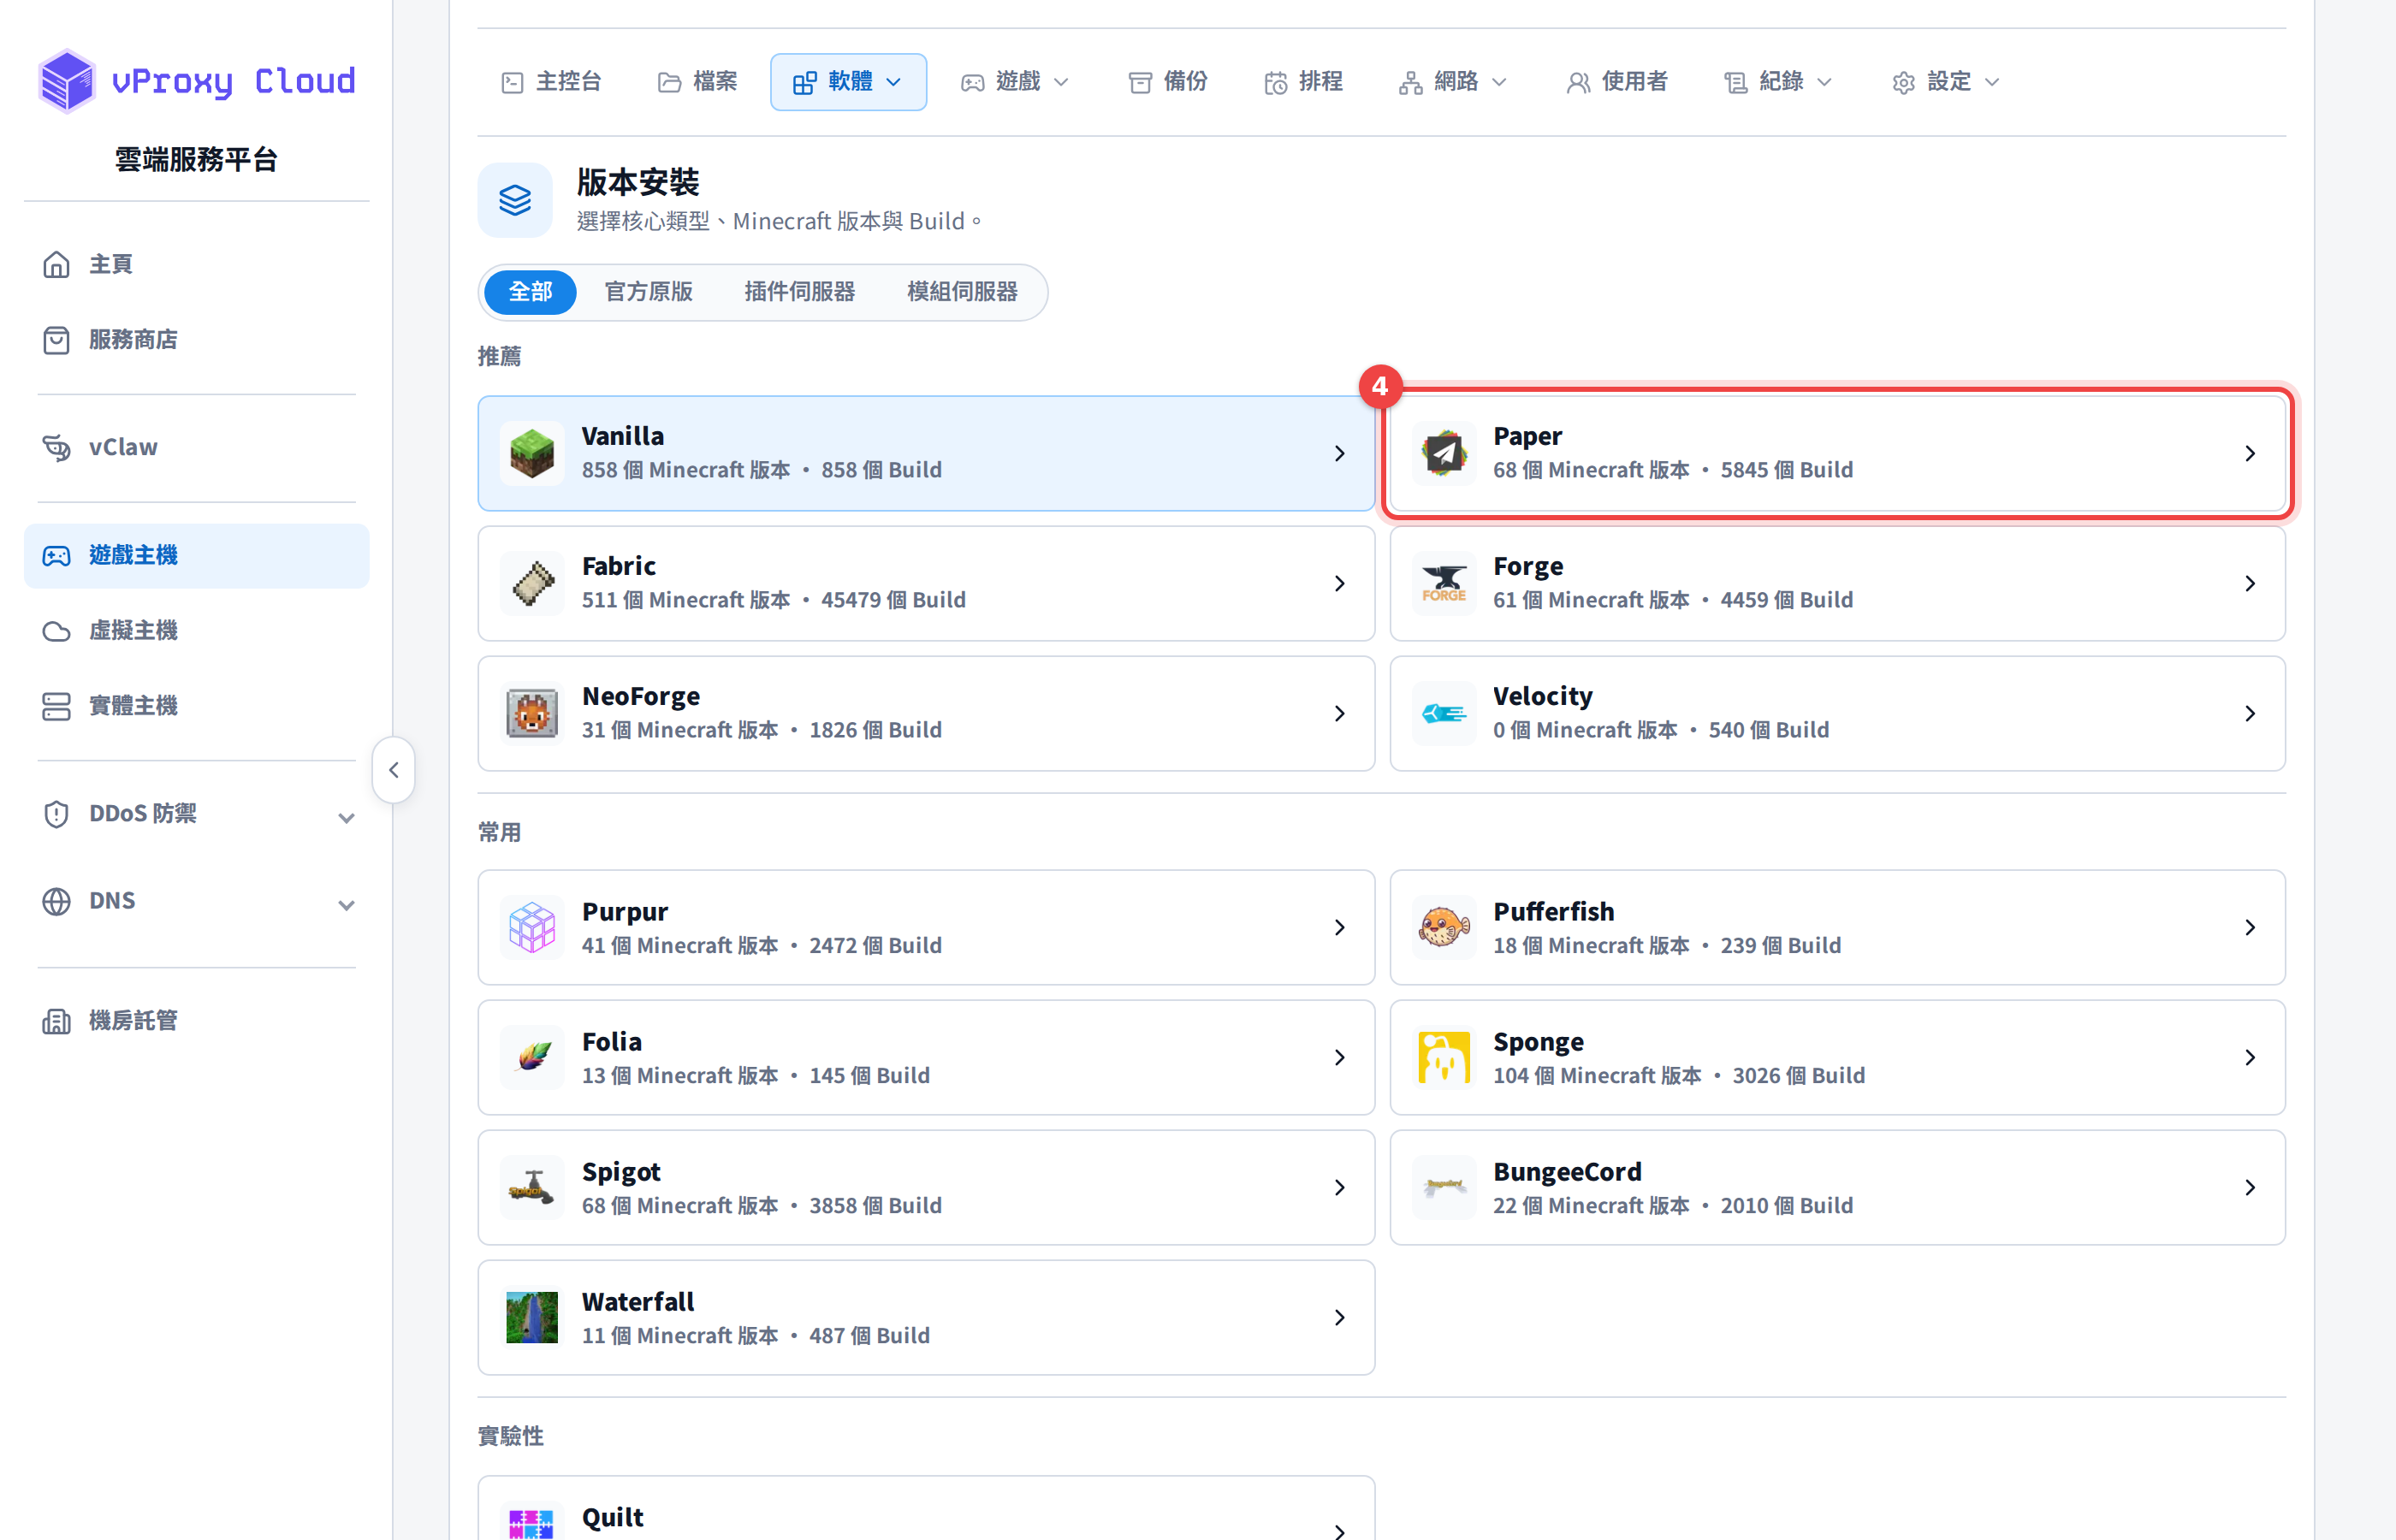 vProxy Cloud
雲端服務平台
主頁
服務商店
vClaw
遊戲主機
虛擬主機
實體主機
DDoS 防禦
DNS
機房託管
主控台
檔案
軟體
遊戲
備份
排程
網路
使用者
紀錄
設定
版本安裝
選擇核心類型、Minecraft 版本與 Build。
全部
官方原版
插件伺服器
模組伺服器
推薦
Vanilla
858 個 Minecraft 版本 • 858 個 Build
4
Paper
68 個 Minecraft 版本 • 5845 個 Build
Fabric
511 個 Minecraft 版本 • 45479 個 Build
FORGE
Forge
61 個 Minecraft 版本 • 4459 個 Build
NeoForge
31 個 Minecraft 版本 • 1826 個 Build
Velocity
0 個 Minecraft 版本 • 540 個 Build
常用
Purpur
41 個 Minecraft 版本 • 2472 個 Build
Pufferfish
18 個 Minecraft 版本 • 239 個 Build
Folia
13 個 Minecraft 版本 • 145 個 Build
Sponge
104 個 Minecraft 版本 • 3026 個 Build
Spigot
Spigot
68 個 Minecraft 版本 • 3858 個 Build
BungeeCord
BungeeCord
22 個 Minecraft 版本 • 2010 個 Build
Waterfall
11 個 Minecraft 版本 • 487 個 Build
實驗性
Quilt